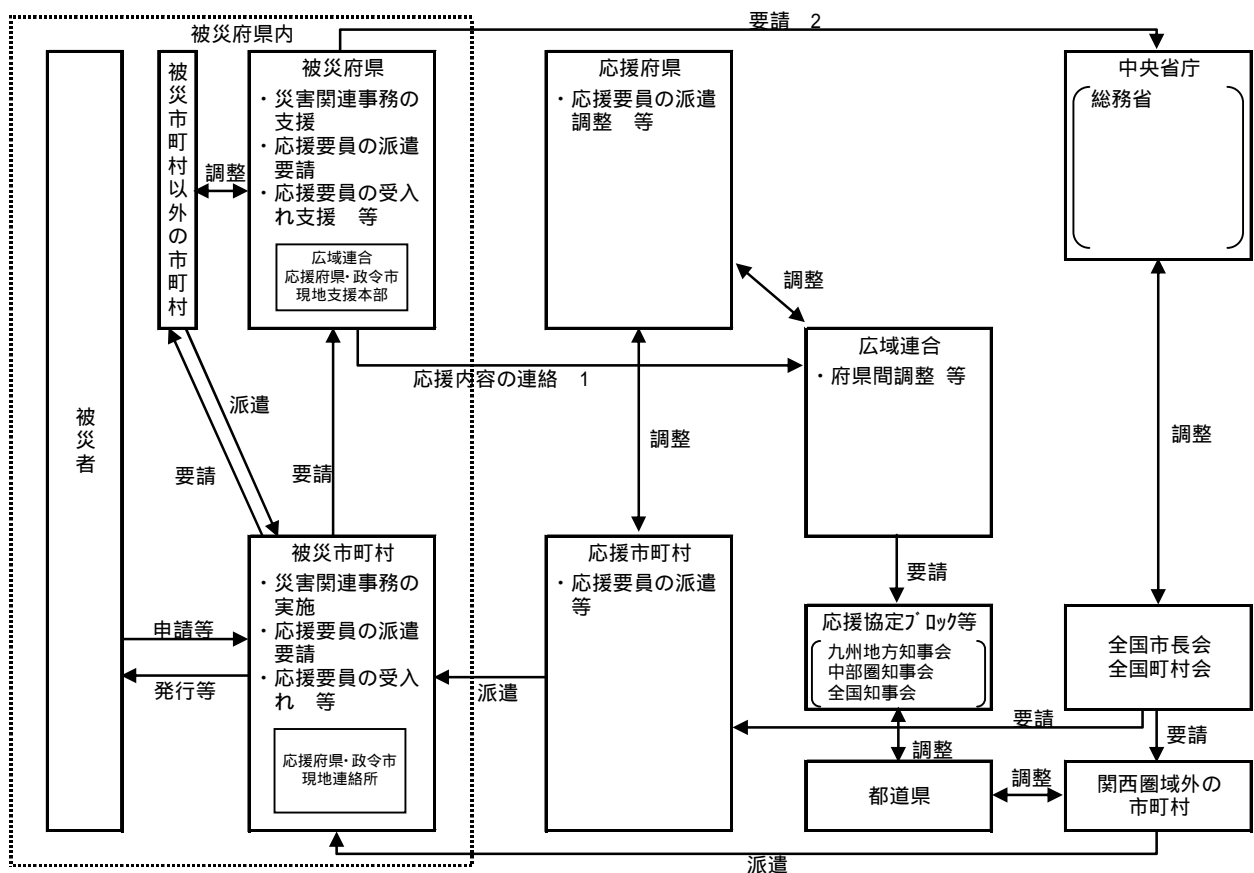 被災府県内
要請 2
被災者
被災市町村以外の市町村
調整
被災府県
・災害関連事務の
支援
・応援要員の派遣
要請
・応援要員の受入
れ支援 等
広域連合
応援府県・政令市
現地支援本部
応援府県
・応援要員の派遣
調整 等
中央省庁
総務省
調整
広域連合
・府県間調整 等
応援内容の連絡 1
派遣
要請
要請
調整
調整
被災市町村
・災害関連事務の
実施
・応援要員の派遣
要請
・応援要員の受入
れ 等
応援府県・政令市
現地連絡所
申請等
発行等
派遣
応援市町村
・応援要員の派遣
等
要請
応援協定ブロック等
九州地方知事会
中部圏知事会
全国知事会
全国市長会
全国町村会
要請
要請
調整
都道県
調整
関西圏域外の
市町村
派遣